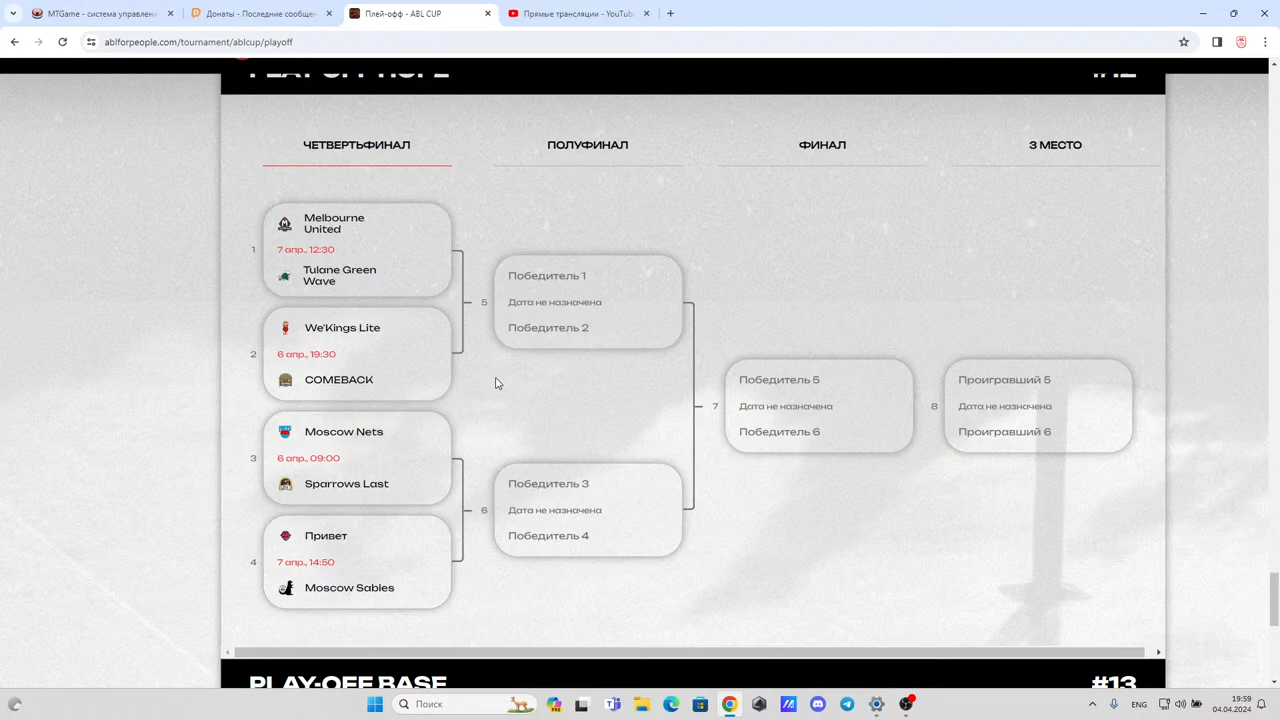 MTGame - система управлени
Донаты - Последние сообщен
Плей-офф - ABL CUP
Прямые трансляции - YouTub
ablforpeople.com/tournament/ablcup/playoff
ЧЕТВЕРТЬФИНАЛ
ПОЛУФИНАЛ
ФИНАЛ
3 МЕСТО
1
Melbourne
United
7 апр., 12:30
Tulane Green
Wave
2
We'Kings Lite
6 апр., 19:30
COMEBACK
3
Moscow Nets
6 апр., 09:00
Sparrows Last
4
Привет
7 апр., 14:50
Moscow Sables
5
Победитель 1
Дата не назначена
Победитель 2
6
Победитель 3
Дата не назначена
Победитель 4
7
Победитель 5
Дата не назначена
Победитель 6
8
Проигравший 5
Дата не назначена
Проигравший 6
PLAY-OFF BASE
#13
Поиск
ENG
19:59
04.04.2024